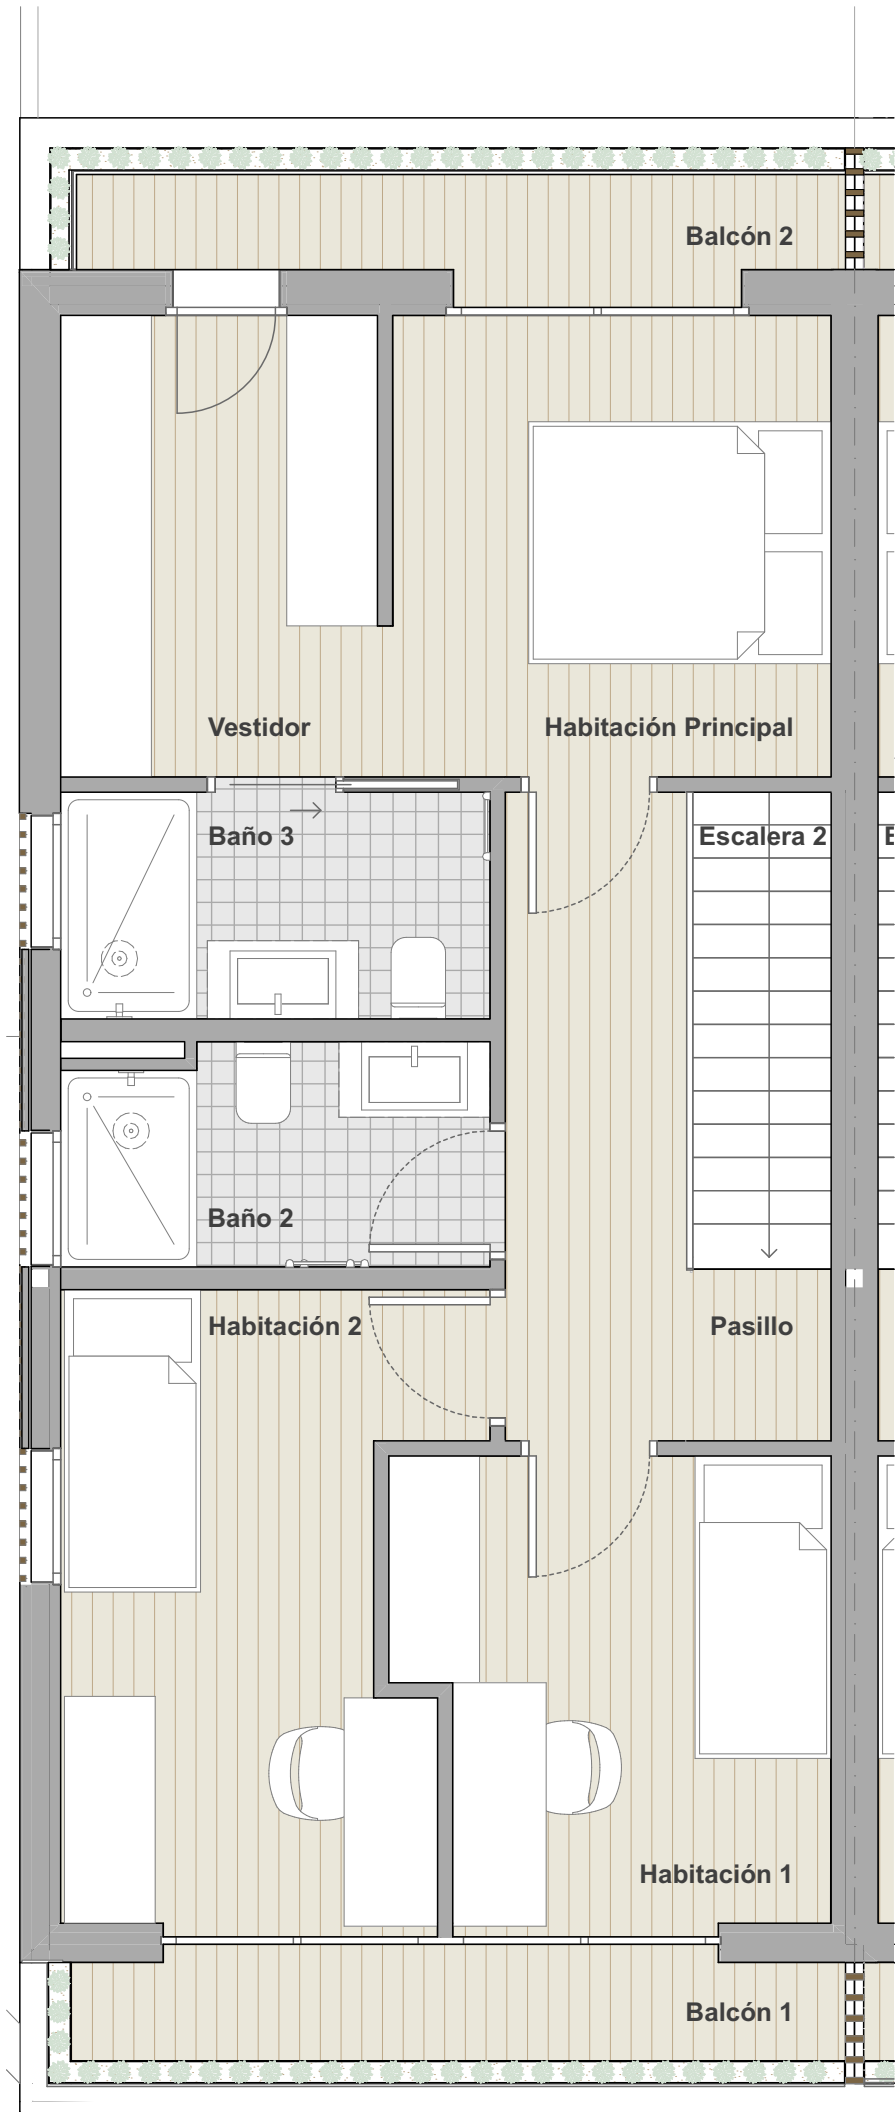 Balcón 2
Vestidor
Habitación Principal
Baño 3
Escalera 2
E
Baño 2
Habitación 2
Pasillo
Habitación 1
Balcón 1